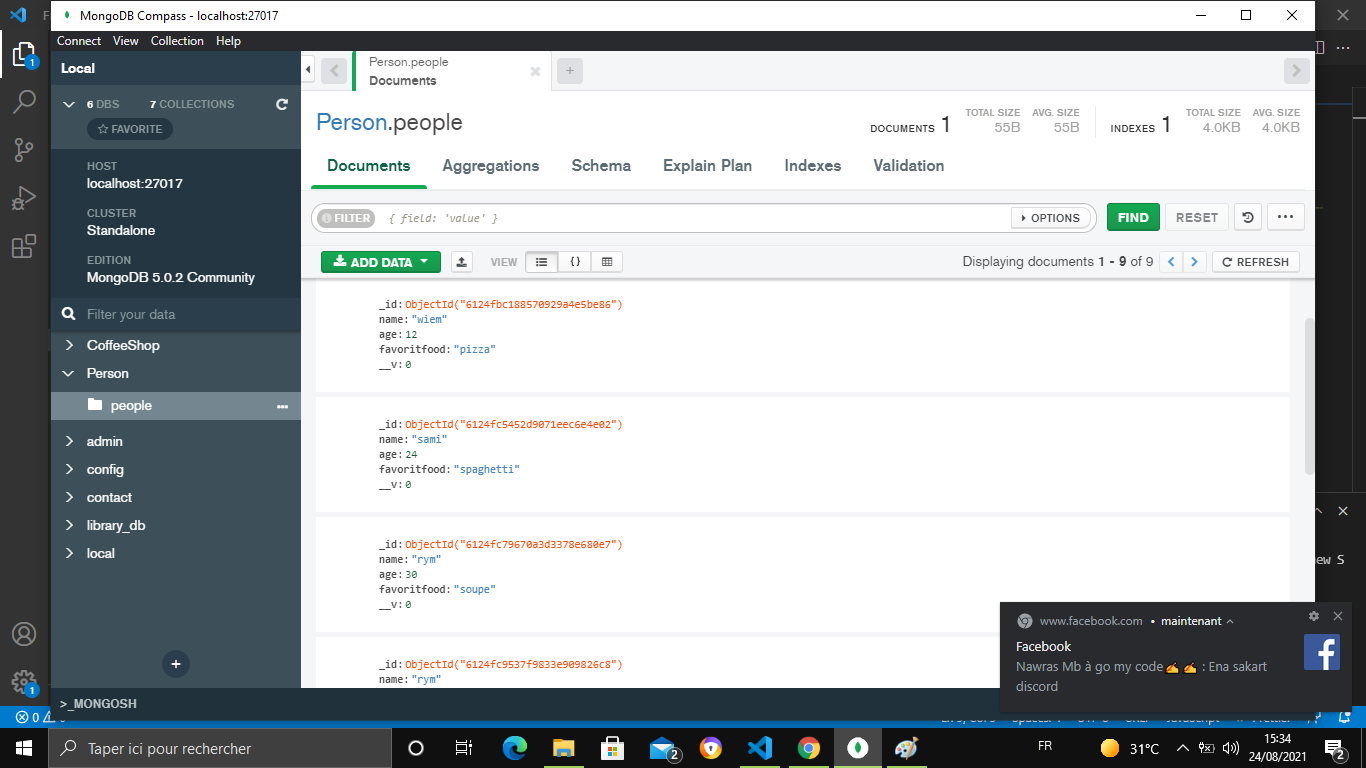 MongoDB Compass - localhost:27017
Connect View Collection Help
Local
6 DBS 7 COLLECTIONS
FAVORITE
HOST
localhost:27017
CLUSTER
Standalone
EDITION
MongoDB 5.0.2 Community
Filter your data
CoffeeShop
Person
people
admin
config
contact
library_db
local
>_MONGOSH
Person.people
Documents
Person.people
DOCUMENTS 1
TOTAL SIZE
55B
AVG. SIZE
55B
INDEXES 1
TOTAL SIZE
4.0KB
AVG. SIZE
4.0KB
Documents Aggregations Schema Explain Plan Indexes Validation
FILTER { field: 'value' } OPTIONS FIND RESET
ADD DATA VIEW {} Displaying documents 1 - 9 of 9 REFRESH
_id: ObjectId("6124fbc188570929a4e5be86")
name: "wiem"
age: 12
favoritfood: "pizza"
__v: 0
_id: ObjectId("6124fc5452d9071eec6e4e02")
name: "sami"
age: 24
favoritfood: "spaghetti"
__v: 0
_id: ObjectId("6124fc79670a3d3378e680e7")
name: "rym"
age: 30
favoritfood: "soupe"
__v: 0
_id: ObjectId("6124fc9537f9833e909826c8")
name: "rym"
ew S
www.facebook.com • maintenant
Facebook
Nawras Mb à go my code✍✍ : Ena sakart
discord
1
1
0
Taper ici pour rechercher
2
FR
31°C
15:34
24/08/2021
2